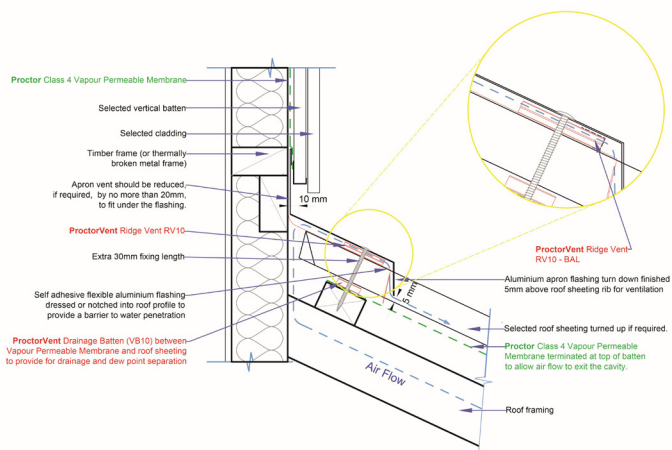 Proctor Class 4 Vapour Permeable Membrane
Selected vertical batten
Selected cladding
Timber frame (or thermally
broken metal frame)
Apron vent should be reduced,
if required, by no more than 20mm,
to fit under the flashing.
10 mm
ProctorVent Ridge Vent RV10
Extra 30mm fixing length
Self adhesive flexible aluminium flashing
dressed or notched into roof profile to
provide a barrier to water penetration
ProctorVent Drainage Batten (VB10) between
Vapour Permeable Membrane and roof sheeting
to provide for drainage and dew point separation
ProctorVent Ridge Vent
RV10 - BAL
Aluminium apron flashing turn down finished
5mm above roof sheeting rib for ventilation
5 mm
Selected roof sheeting turned up if required.
Proctor Class 4 Vapour Permeable
Membrane terminated at top of batten
to allow air flow to exit the cavity.
Air Flow
Roof framing